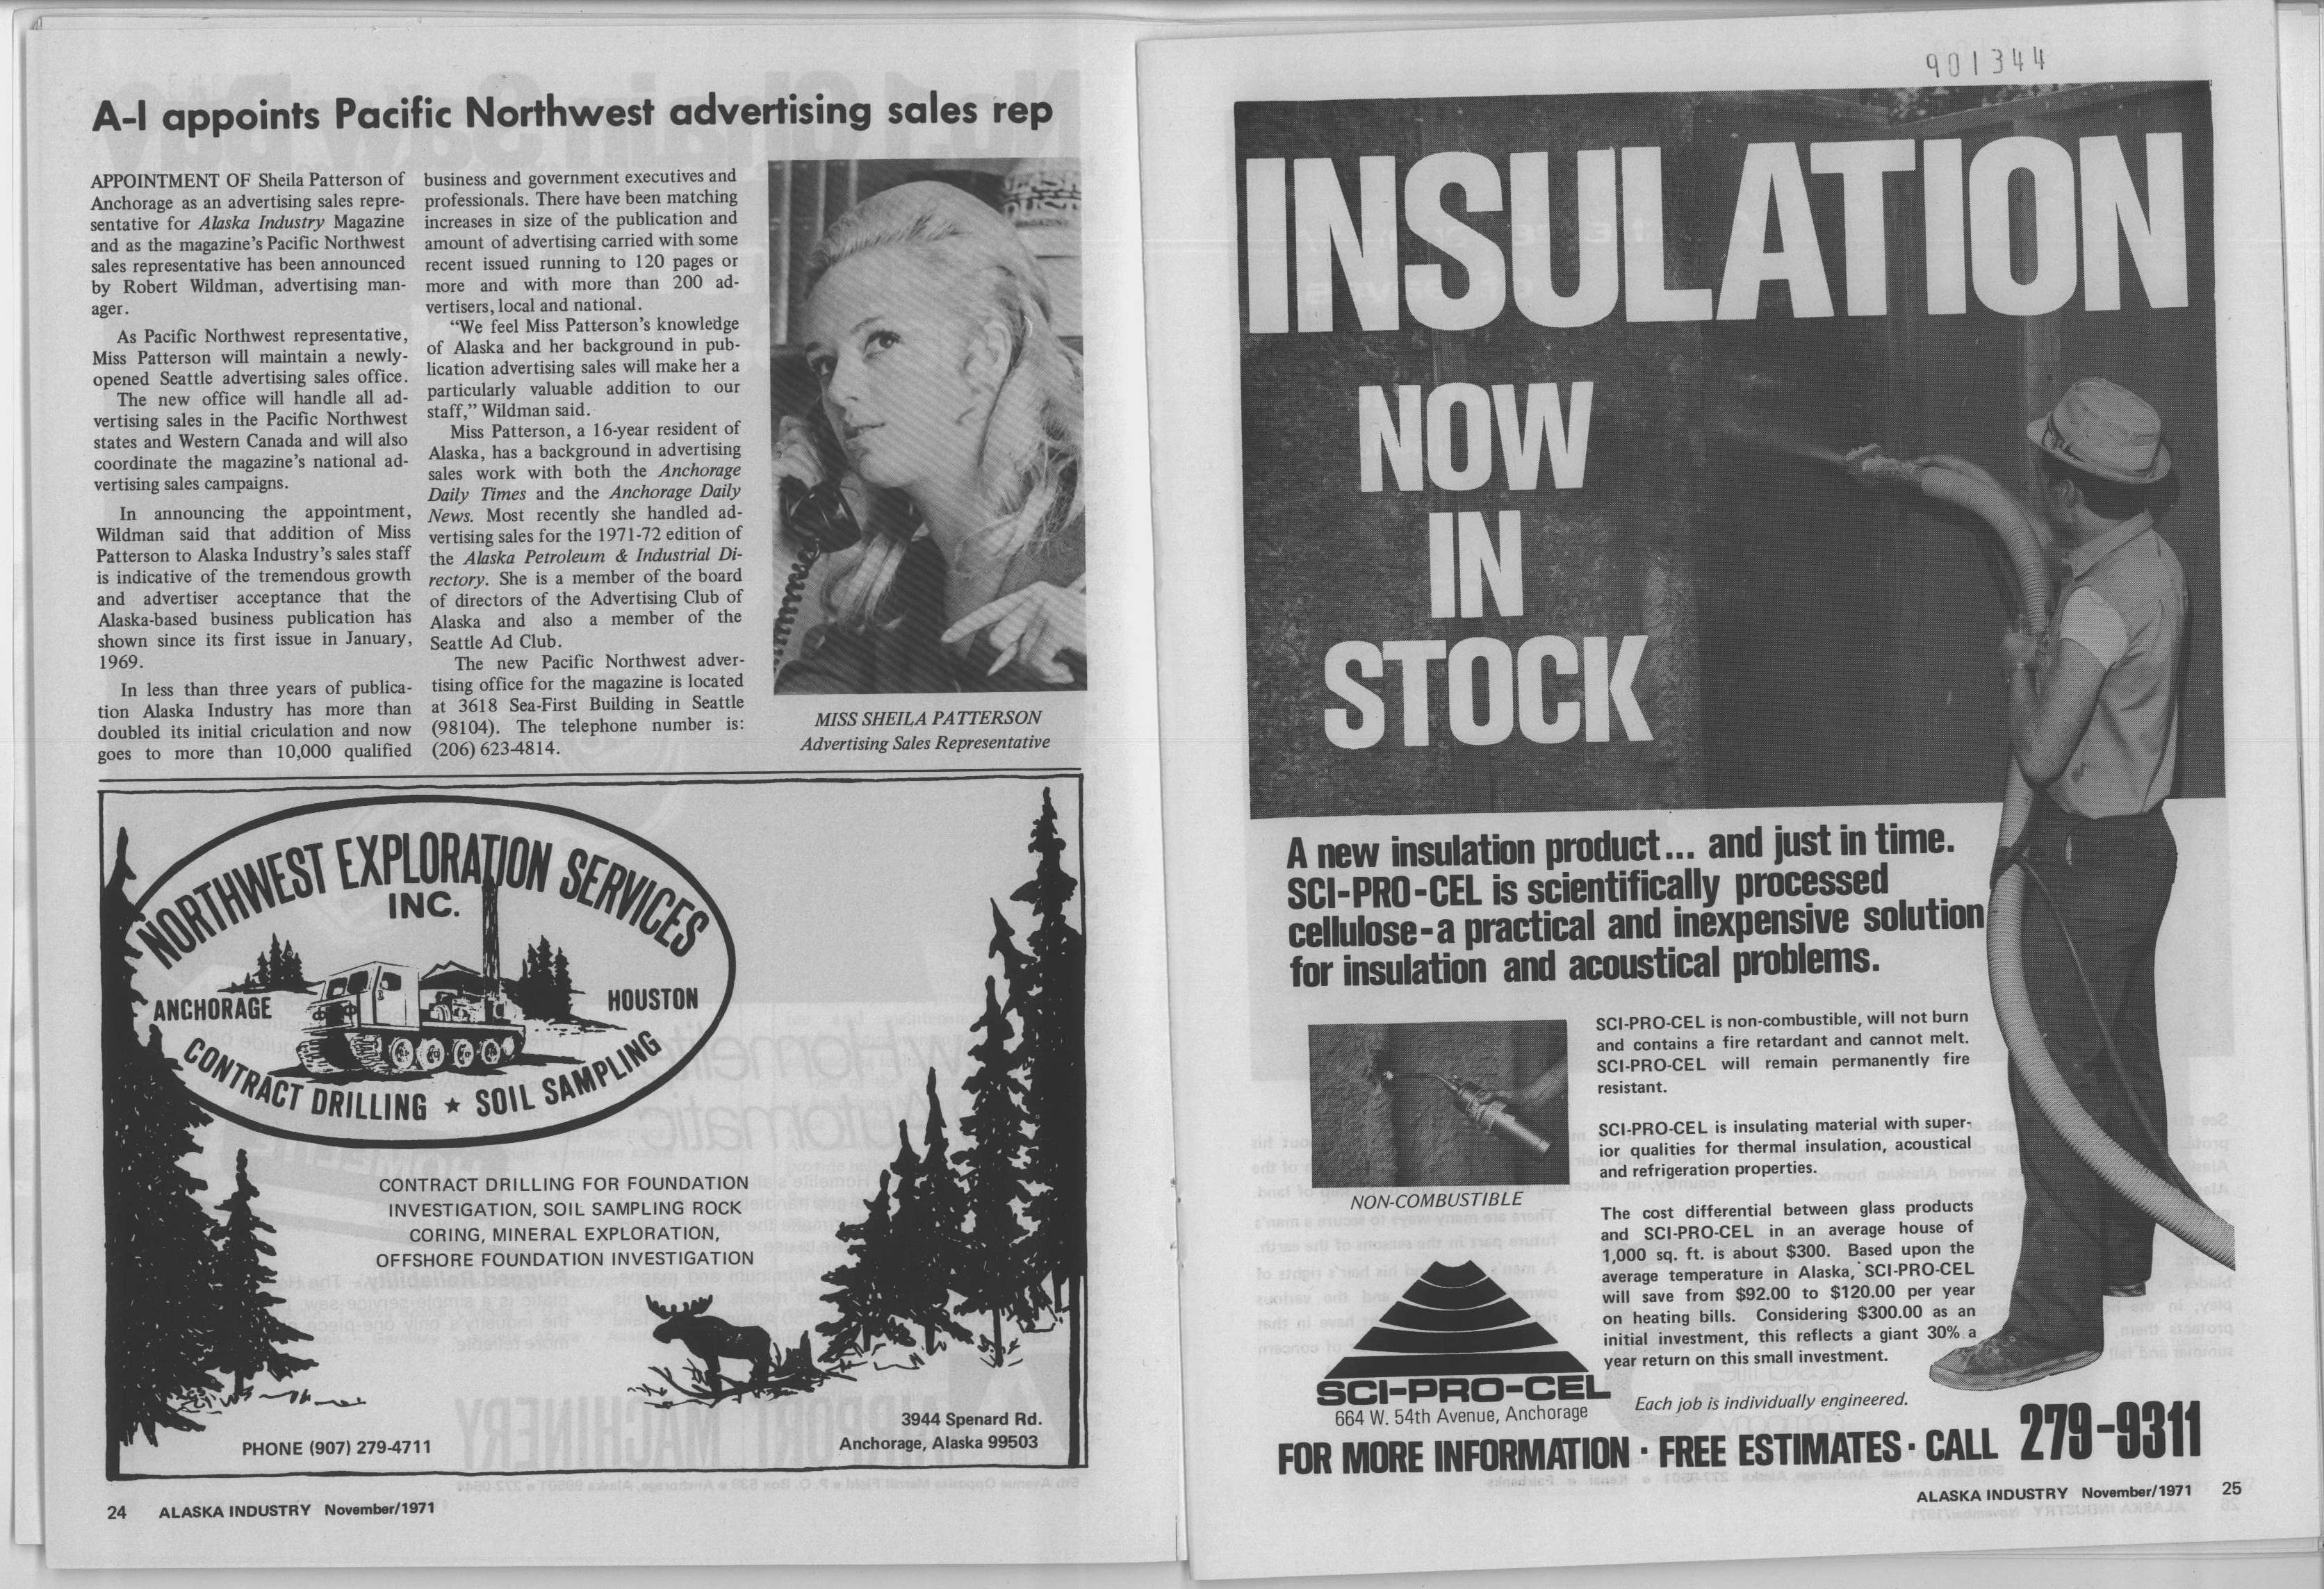 A-I appoints Pacific Northwest advertising sales rep
APPOINTMENT OF Sheila Patterson of
Anchorage as an advertising sales repre-
sentative for Alaska Industry Magazine
and as the magazine's Pacific Northwest
sales representative has been announced
by Robert Wildman, advertising man-
ager.
As Pacific Northwest representative,
Miss Patterson will maintain a newly-
opened Seattle advertising sales office.
The new office will handle all ad-
vertising sales in the Pacific Northwest
states and Western Canada and will also
coordinate the magazine's national ad-
vertising sales campaigns.
In announcing the appointment,
Wildman said that addition of Miss
Patterson to Alaska Industry's sales staff
is indicative of the tremendous growth
and advertiser acceptance that the
Alaska-based business publication has
shown since its first issue in January,
1969.
In less than three years of publica-
tion Alaska Industry has more than
doubled its initial criculation and now
goes to more than 10,000 qualified
business and government executives and
professionals. There have been matching
increases in size of the publication and
amount of advertising carried with some
recent issued running to 120 pages or
more and with more than 200 ad-
vertisers, local and national.
"We feel Miss Patterson's knowledge
of Alaska and her background in pub-
lication advertising sales will make her a
particularly valuable addition to our
staff," Wildman said.
Miss Patterson, a 16-year resident of
Alaska, has a background in advertising
sales work with both the Anchorage
Daily Times and the Anchorage Daily
News. Most recently she handled ad-
vertising sales for the 1971-72 edition of
the Alaska Petroleum & Industrial Di-
rectory. She is a member of the board
of directors of the Advertising Club of
Alaska and also a member of the
Seattle Ad Club.
The new Pacific Northwest adver-
tising office for the magazine is located
at 3618 Sea-First Building in Seattle
(98104). The telephone number is:
(206) 623-4814.
MISS SHEILA PATTERSON
Advertising Sales Representative
NORTHWEST EXPLORATION SERVICES
INC.
ANCHORAGE
HOUSTON
CONTRACT DRILLING ★ SOIL SAMPLING
CONTRACT DRILLING FOR FOUNDATION
INVESTIGATION, SOIL SAMPLING ROCK
CORING, MINERAL EXPLORATION,
OFFSHORE FOUNDATION INVESTIGATION
PHONE (907) 279-4711
3944 Spenard Rd.
Anchorage, Alaska 99503
24 ALASKA INDUSTRY November/1971
901344
INSULATION
NOW
IN
STOCK
A new insulation product... and just in time.
SCI-PRO-CEL is scientifically processed
cellulose-a practical and inexpensive solution
for insulation and acoustical problems.
NON-COMBUSTIBLE
SCI-PRO-CEL is non-combustible, will not burn
and contains a fire retardant and cannot melt.
SCI-PRO-CEL will remain permanently fire
resistant.
SCI-PRO-CEL is insulating material with super-
ior qualities for thermal insulation, acoustical
and refrigeration properties.
The cost differential between glass products
and SCI-PRO-CEL in an average house of
1,000 sq. ft. is about $300. Based upon the
average temperature in Alaska, SCI-PRO-CEL
will save from $92.00 to $120.00 per year
on heating bills. Considering $300.00 as an
initial investment, this reflects a giant 30% a
year return on this small investment.
SCI-PRO-CEL
664 W. 54th Avenue, Anchorage
Each job is individually engineered.
FOR MORE INFORMATION · FREE ESTIMATES · CALL 279-9311
ALASKA INDUSTRY November/1971 25